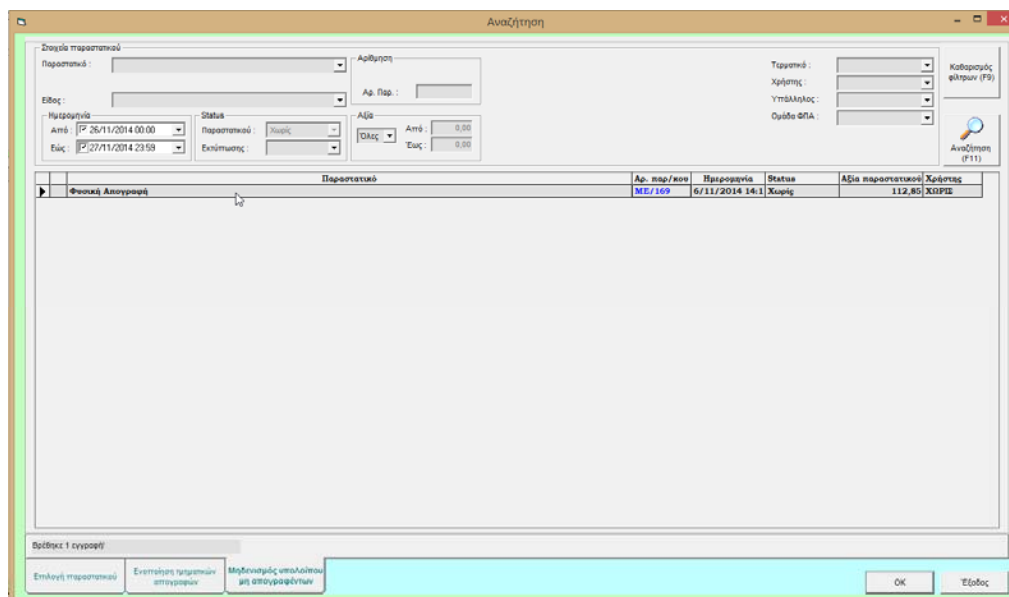 Αναζήτηση
Στοιχεία παραστατικού
Παραστατικό :
Αρίθμηση
Τερματικό :
Καθαρισμός
φίλτρων (F9)
Χρήστης :
Αρ. Παρ. :
Υπάλληλος :
Είδος :
Ομάδα ΦΠΑ :
Ημερομηνία
Status
Αξία
Από : 26/11/2014 00:00
Παραστατικού : Χωρίς
Όλες
Από : 0,00
Έως : 27/11/2014 23:59
Εκτύπωσης :
Έως : 0,00
Αναζήτηση
(F11)
Παραστατικό Αρ. παρ/κου Ημερομηνία Status Αξία παραστατικού Χρήστης
Φυσική Απογραφή ΜΕ/169 6/11/2014 14:1 Χωρίς 112,85 ΧΩΡΙΣ
Βρέθηκε 1 εγγραφή!
Επιλογή παραστατικού
Ενοποίηση τμηματικών
απογραφών
Μηδενισμός υπολοίπου
μη απογραφέντων
OK
Έξοδος